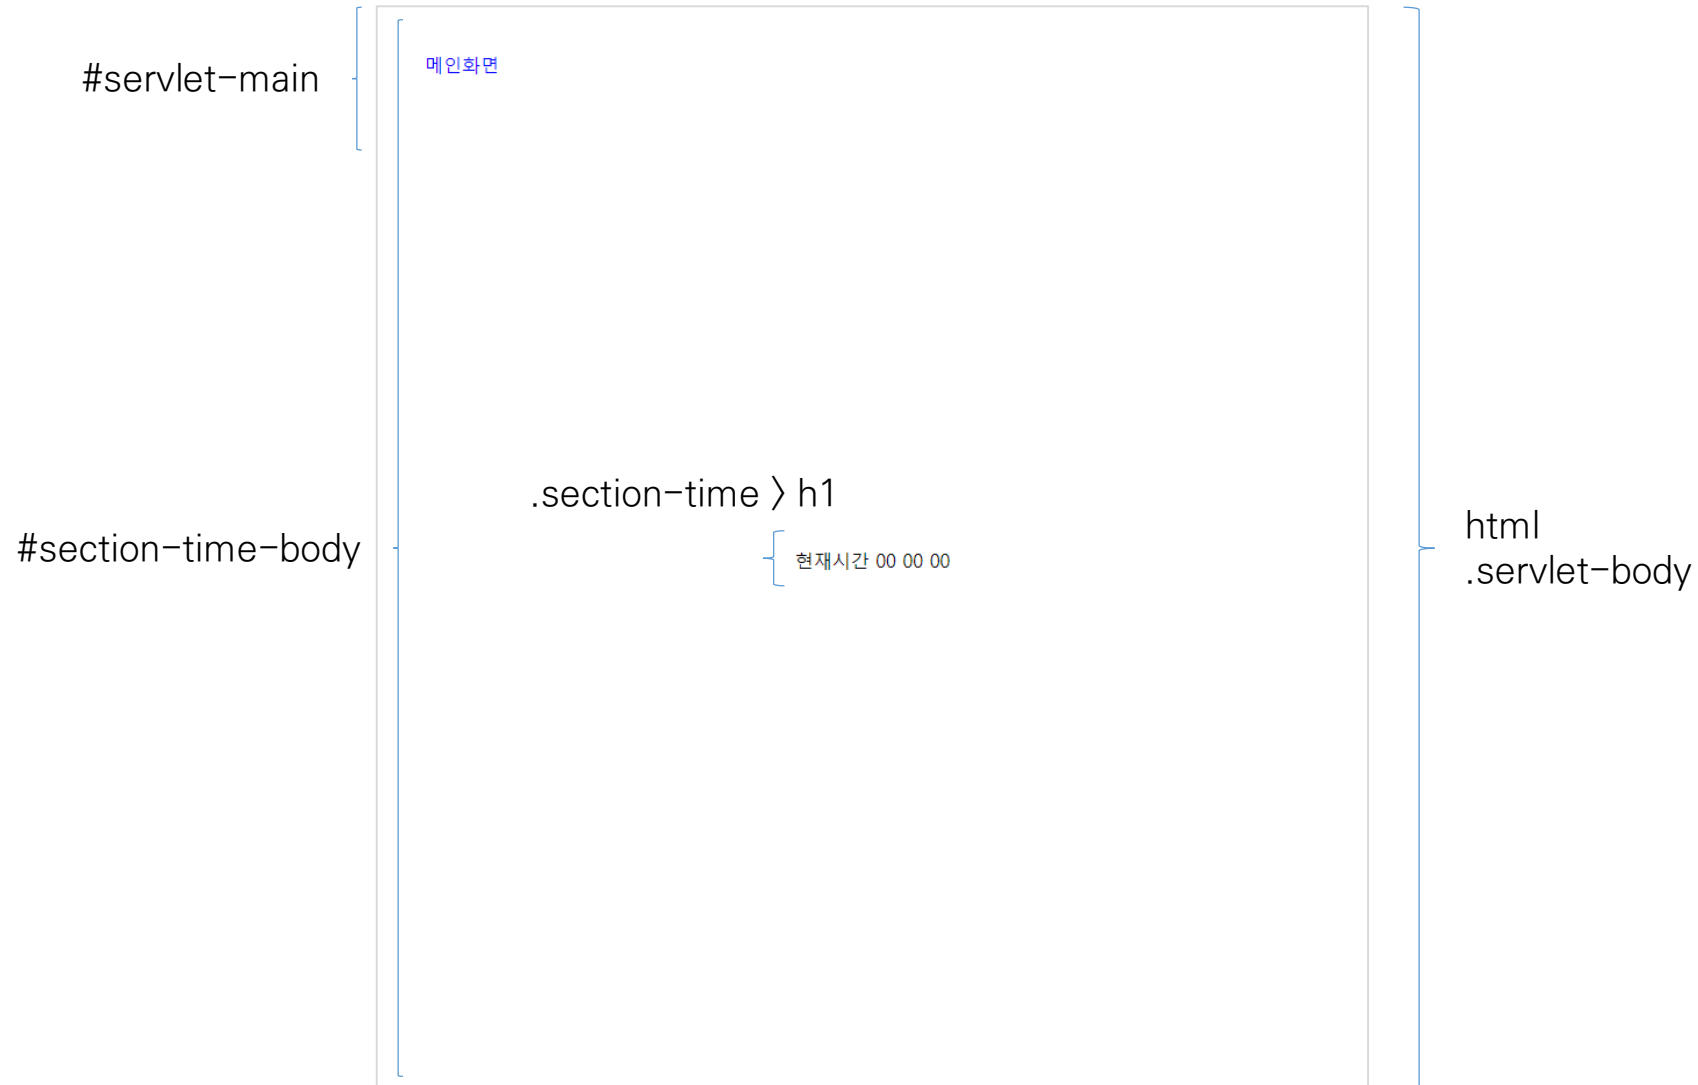 #servlet-main
메인화면
.section-time > h1
#section-time-body
현재시간 00 00 00
html
.servlet-body